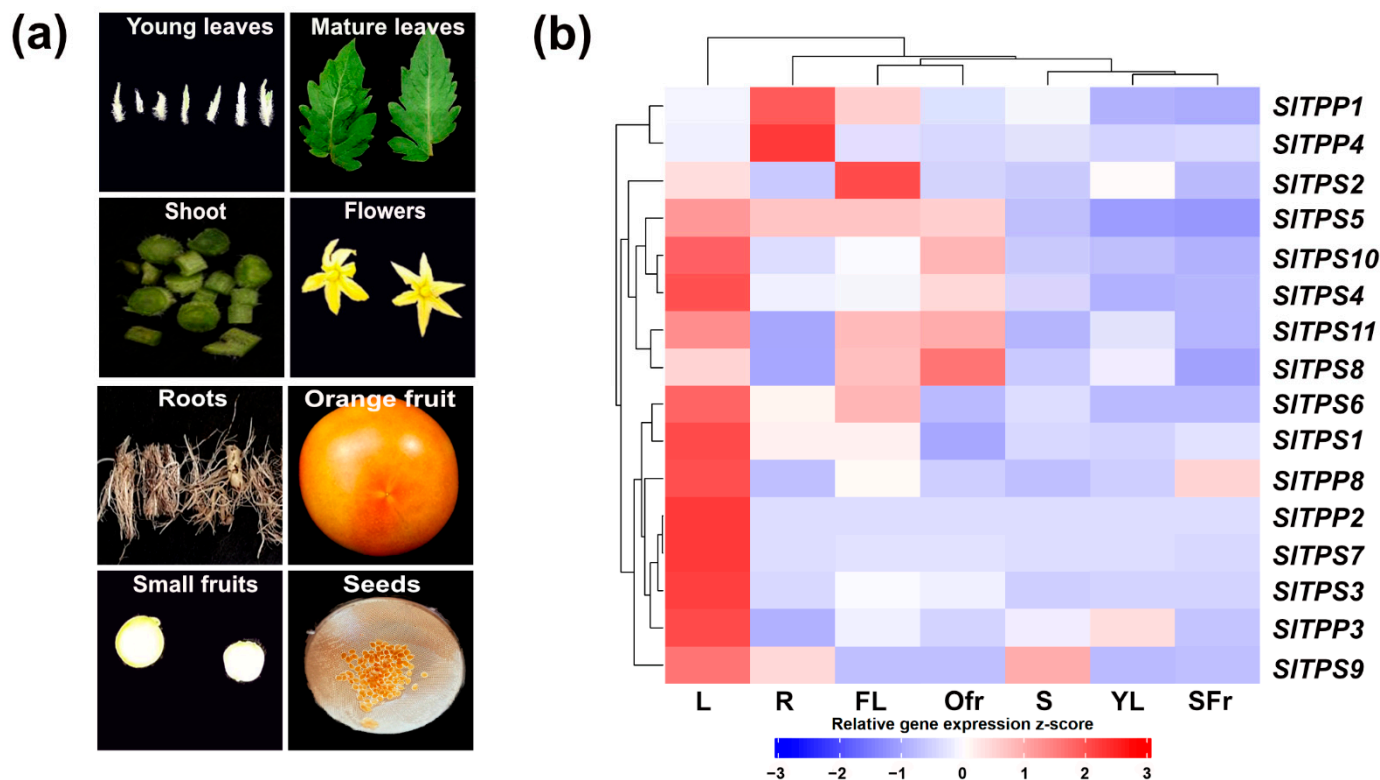 (a)
Young leaves
Mature leaves
Shoot
Flowers
Roots
Orange fruit
Small fruits
Seeds
(b)
SlTPP1
SlTPP4
SlTPS2
SlTPS5
SlTPS10
SlTPS4
SlTPS11
SlTPS8
SlTPS6
SlTPS1
SlTPP8
SlTPP2
SlTPS7
SlTPS3
SlTPP3
SlTPS9
L R FL Ofr S YL SFr
Relative gene expression z-score
−3 −2 −1 0 1 2 3